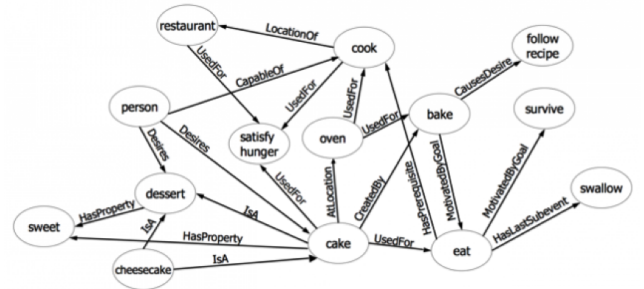 restaurant
LocationOf
cook
follow
recipe
UsedFor
CapableOf
UsedFor
UsedFor
CausesDesire
person
satisfy
hunger
oven
UsedFor
bake
survive
Desires
Desires
UsedFor
AtLocation
CreatedBy
HasPrerequisite
MotivatedByGoal
MotivatedByGoal
dessert
swallow
sweet
HasProperty
IsA
IsA
HasProperty
cake
UsedFor
eat
HasLastSubevent
cheesecake
IsA